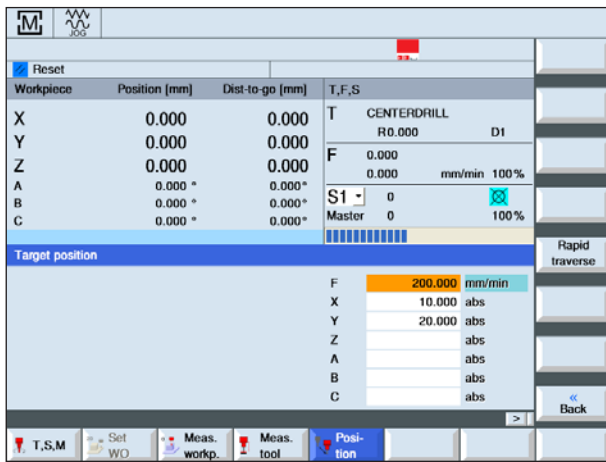 M
JOG
Reset
Workpiece Position [mm] Dist-to-go [mm] T,F,S
X 0.000 0.000
Y 0.000 0.000
Z 0.000 0.000
A 0.000 ° 0.000°
B 0.000 ° 0.000°
C 0.000 ° 0.000°
T CENTERDRILL
R0.000 D1
F 0.000
0.000 mm/min 100%
S1 0
Master 0 100%
Target position
Rapid
traverse
F 200.000 mm/min
X 10.000 abs
Y 20.000 abs
Z abs
A abs
B abs
C abs
>
«
Back
T,S,M
Set
WO
Meas.
workp.
Meas.
tool
Posi-
tion